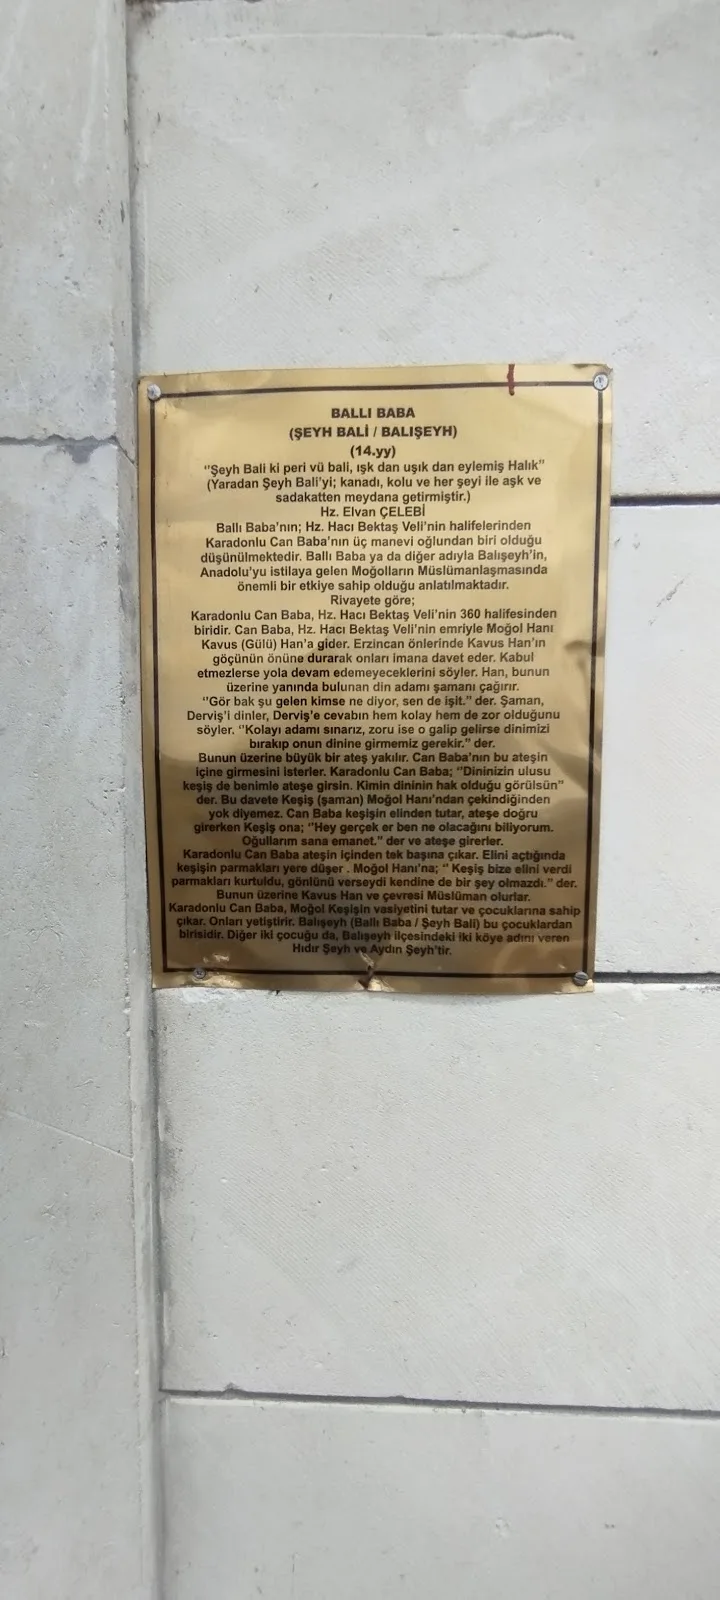 BALLI BABA
(ŞEYH BALİ / BALIŞEYH)
(14.yy)
‘‘Şeyh Bali ki peri vü bali, ışk dan uşık dan eylemiş Halık’’
(Yaradan Şeyh Bali’yi; kanadı, kolu ve her şeyi ile aşk ve
sadakatten meydana getirmiştir.)
Hz. Elvan ÇELEBİ
Ballı Baba’nın; Hz. Hacı Bektaş Veli’nin halifelerinden
Karadonlu Can Baba’nın üç manevi oğlundan biri olduğu
düşünülmektedir. Ballı Baba ya da diğer adıyla Balışeyh’in,
Anadolu’yu istilaya gelen Moğolların Müslümanlaşmasında
önemli bir etkiye sahip olduğu anlatılmaktadır.
Rivayete göre;
Karadonlu Can Baba, Hz. Hacı Bektaş Veli’nin 360 halifesinden
biridir. Can Baba, Hz. Hacı Bektaş Veli’nin emriyle Moğol Hanı
Kavus (Gülü) Han’a gider. Erzincan önlerinde Kavus Han’ın
göçünün önüne durarak onları imana davet eder. Kabul
etmezlerse yola devam edemeyeceklerini söyler. Han, bunun
üzerine yanında bulunan din adamı şamanı çağırır.
‘‘Gör bak şu gelen kimse ne diyor, sen de işit.’’ der. Şaman,
Derviş’i dinler, Derviş’e cevabın hem kolay hem de zor olduğunu
söyler. ‘‘Kolayı adamı sınarız, zoru ise o galip gelirse dinimizi
bırakıp onun dinine girmemiz gerekir.’’ der.
Bunun üzerine büyük bir ateş yakılır. Can Baba’nın bu ateşin
içine girmesini isterler. Karadonlu Can Baba; ‘‘Dininizin ulusu
keşiş de benimle ateşe girsin. Kimin dininin hak olduğu görülsün’’
der. Bu davete Keşiş (şaman) Moğol Hanı’ndan çekindiğinden
yok diyemez. Can Baba keşişin elinden tutar, ateşe doğru
girerken Keşiş ona; ‘‘Hey gerçek er ben ne olacağını biliyorum.
Oğullarım sana emanet.’’ der ve ateşe girerler.
Karadonlu Can Baba ateşin içinden tek başına çıkar. Elini açtığında
keşişin parmakları yere düşer . Moğol Hanı’na; ‘‘ Keşiş bize elini verdi
parmakları kurtuldu, gönlünü verseydi kendine de bir şey olmazdı.’’ der.
Bunun üzerine Kavus Han ve çevresi Müslüman olurlar.
Karadonlu Can Baba, Moğol Keşişin vasiyetini tutar ve çocuklarına sahip
çıkar. Onları yetiştirir. Balışeyh (Ballı Baba / Şeyh Bali) bu çocuklardan
birisidir. Diğer iki çocuğu da, Balışeyh ilçesindeki iki köye adını veren
Hıdır Şeyh ve Aydın Şeyh’tir.